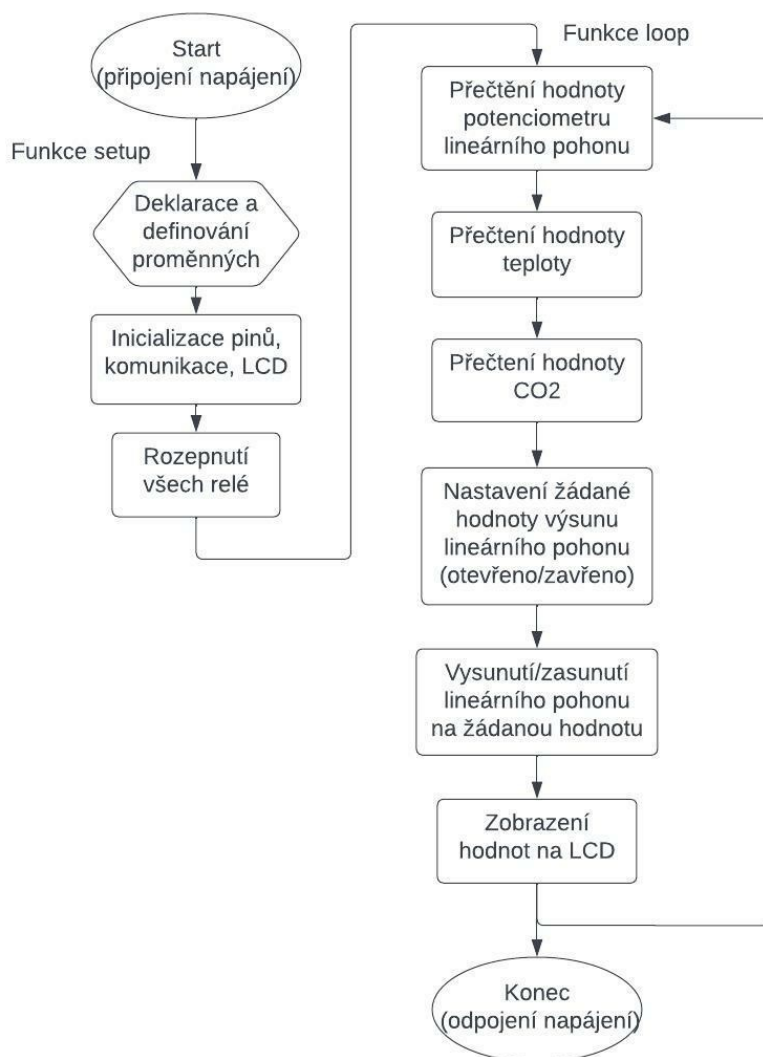 Start
(připojení napájení)
Funkce setup
Deklarace a
definování
proměnných
Inicializace pinů,
komunikace, LCD
Rozepnutí
všech relé
Funkce loop
Přečtění hodnoty
potenciometru
lineárního pohonu
Přečtení hodnoty
teploty
Přečtení hodnoty
CO2
Nastavení žádané
hodnoty výsunu
lineárního pohonu
(otevřeno/zavřeno)
Vysunutí/zasunutí
lineárního pohonu
na žádanou hodnotu
Zobrazení
hodnot na LCD
Konec
(odpojení napájení)